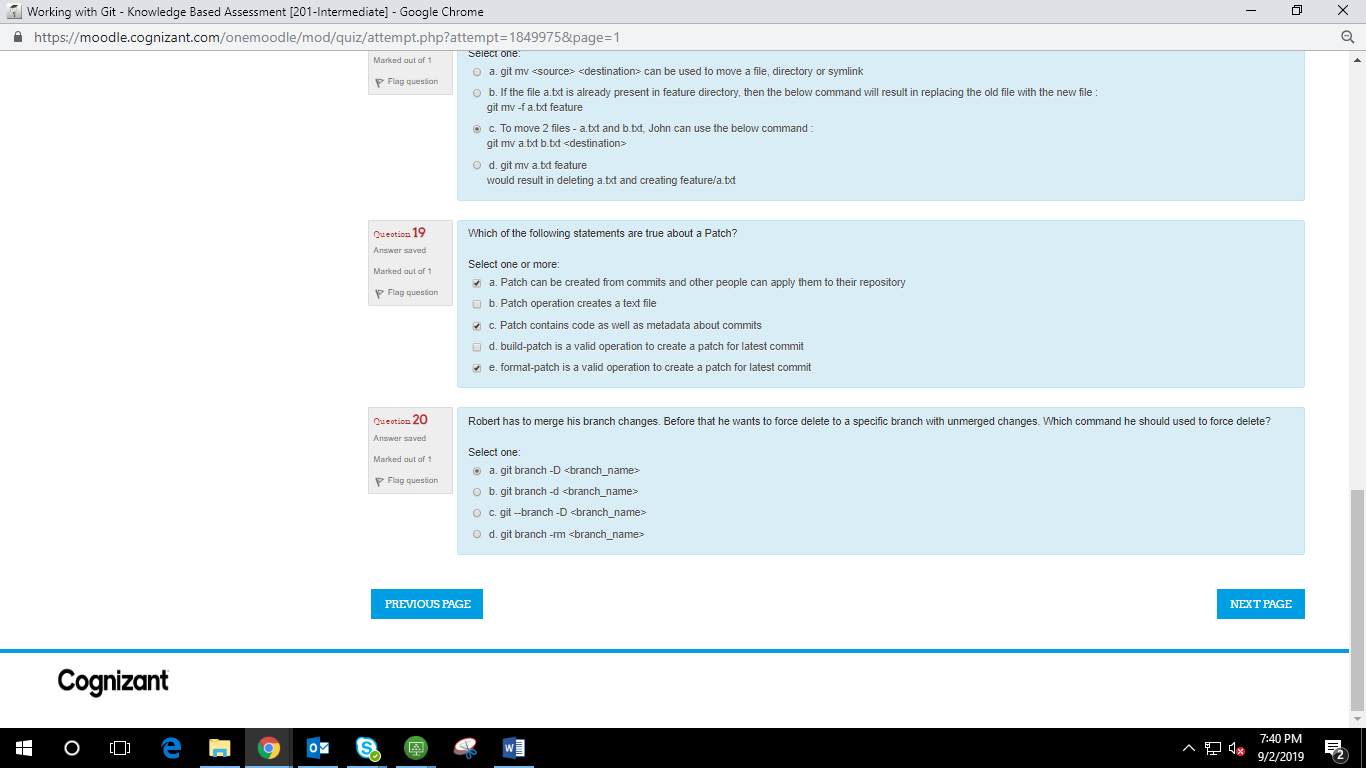 Working with Git - Knowledge Based Assessment [201-Intermediate] - Google Chrome
https://moodle.cognizant.com/onemoodle/mod/quiz/attempt.php?attempt=1849975&page=1
Marked out of 1
Flag question
Select one:
a. git mv <source> <destination> can be used to move a file, directory or symlink
b. If the file a.txt is already present in feature directory, then the below command will result in replacing the old file with the new file :
git mv -f a.txt feature
c. To move 2 files - a.txt and b.txt, John can use the below command :
git mv a.txt b.txt <destination>
d. git mv a.txt feature
would result in deleting a.txt and creating feature/a.txt
Question 19
Answer saved
Marked out of 1
Flag question
Which of the following statements are true about a Patch?
Select one or more:
a. Patch can be created from commits and other people can apply them to their repository
b. Patch operation creates a text file
c. Patch contains code as well as metadata about commits
d. build-patch is a valid operation to create a patch for latest commit
e. format-patch is a valid operation to create a patch for latest commit
Question 20
Answer saved
Marked out of 1
Flag question
Robert has to merge his branch changes. Before that he wants to force delete to a specific branch with unmerged changes. Which command he should used to force delete?
Select one:
a. git branch -D <branch_name>
b. git branch -d <branch_name>
c. git --branch -D <branch_name>
d. git branch -rm <branch_name>
PREVIOUS PAGE
NEXT PAGE
Cognizant
7:40 PM
9/2/2019
2